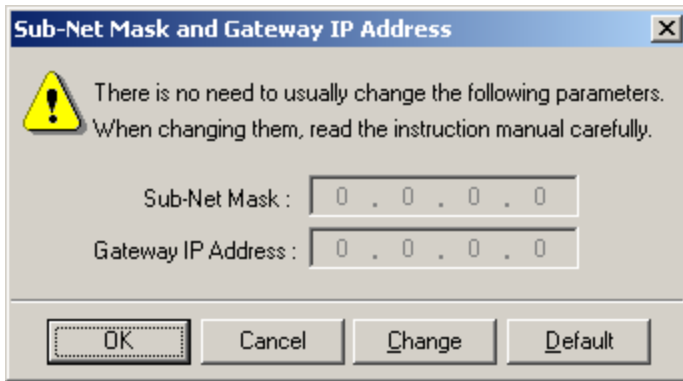 Sub-Net Mask and Gateway IP Address
There is no need to usually change the following parameters.
When changing them, read the instruction manual carefully.
Sub-Net Mask : 0 . 0 . 0 . 0
Gateway IP Address : 0 . 0 . 0 . 0
OK Cancel Change Default